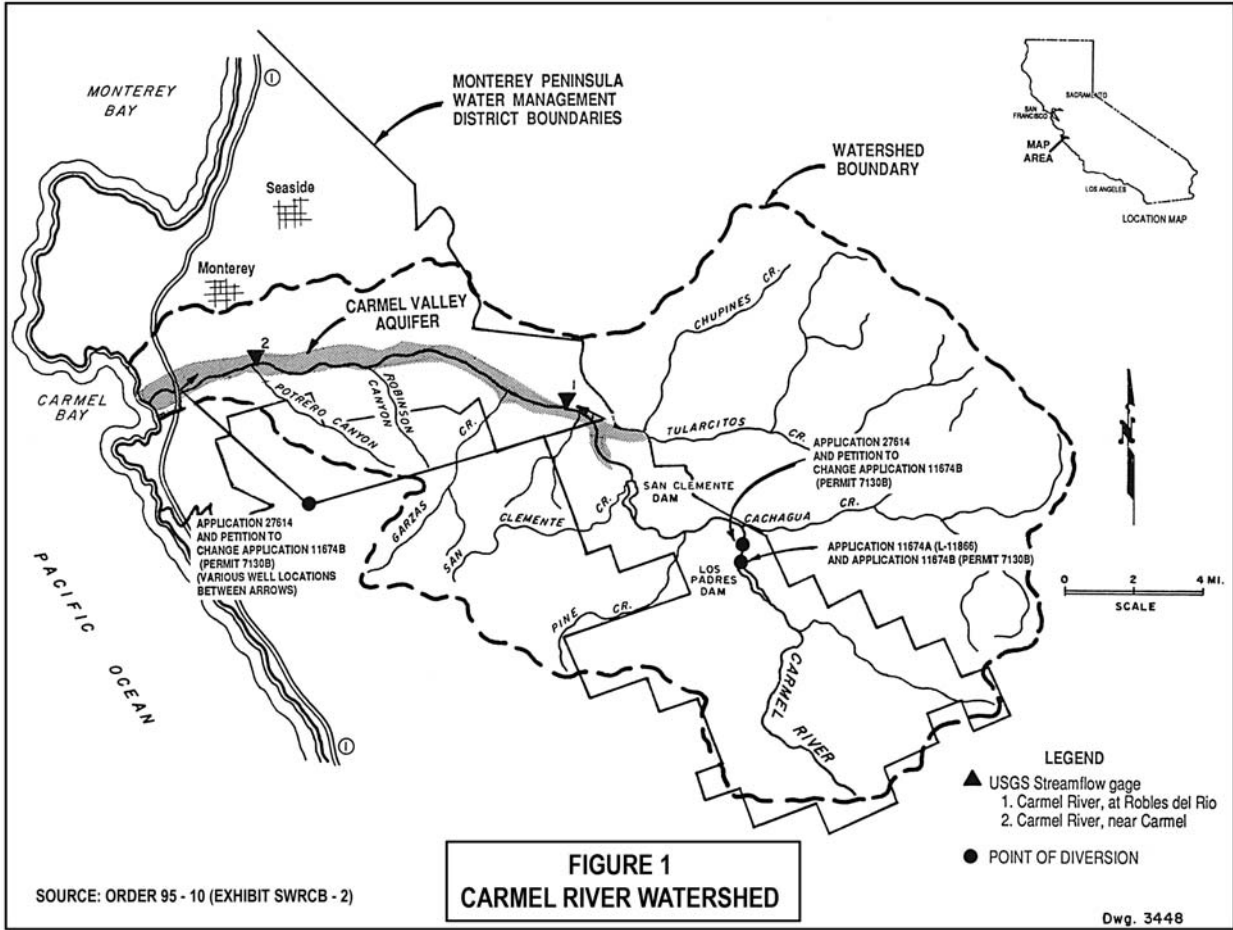 MONTEREY
BAY
1
MONTEREY PENINSULA
WATER MANAGEMENT
DISTRICT BOUNDARIES
SACRAMENTO
SAN
FRANCISCO
MAP
AREA
LOS ANGELES
LOCATION MAP
WATERSHED
BOUNDARY
Seaside
Monterey
CARMEL VALLEY
AQUIFER
CHUPINES CR.
2
1
CARMEL
BAY
POTRERO CANYON
ROBINSON
CANYON
GARZAS CR.
TULARCITOS CR.
APPLICATION 27614
AND PETITION TO
CHANGE APPLICATION 11674B
(PERMIT 7130B)
SAN CLEMENTE
DAM
SAN CLEMENTE CR.
CACHAGUA CR.
N
APPLICATION 27614
AND PETITION TO
CHANGE APPLICATION 11674B
(PERMIT 7130B)
(VARIOUS WELL LOCATIONS
BETWEEN ARROWS)
APPLICATION 11674A (L-11866)
AND APPLICATION 11674B (PERMIT 7130B)
LOS
PADRES
DAM
0 2 4 MI.
SCALE
PINE CR.
PACIFIC OCEAN
CARMEL RIVER
1
LEGEND
USGS Streamflow gage
1. Carmel River, at Robles del Rio
2. Carmel River, near Carmel
POINT OF DIVERSION
FIGURE 1
CARMEL RIVER WATERSHED
SOURCE: ORDER 95 - 10 (EXHIBIT SWRCB - 2)
Dwg. 3448